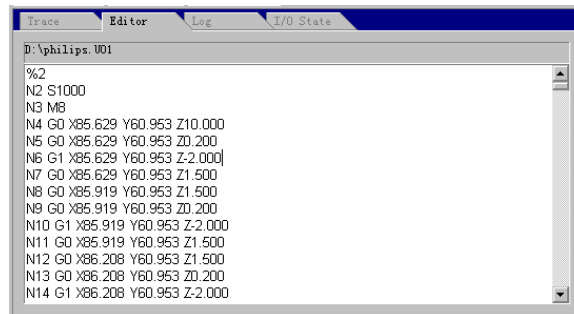 Trace Editor Log I/O State
D:\philips.U01
%2
N2 S1000
N3 M8
N4 G0 X85.629 Y60.953 Z10.000
N5 G0 X85.629 Y60.953 Z0.200
N6 G1 X85.629 Y60.953 Z-2.000
N7 G0 X85.629 Y60.953 Z1.500
N8 G0 X85.919 Y60.953 Z1.500
N9 G0 X85.919 Y60.953 Z0.200
N10 G1 X85.919 Y60.953 Z-2.000
N11 G0 X85.919 Y60.953 Z1.500
N12 G0 X86.208 Y60.953 Z1.500
N13 G0 X86.208 Y60.953 Z0.200
N14 G1 X86.208 Y60.953 Z-2.000